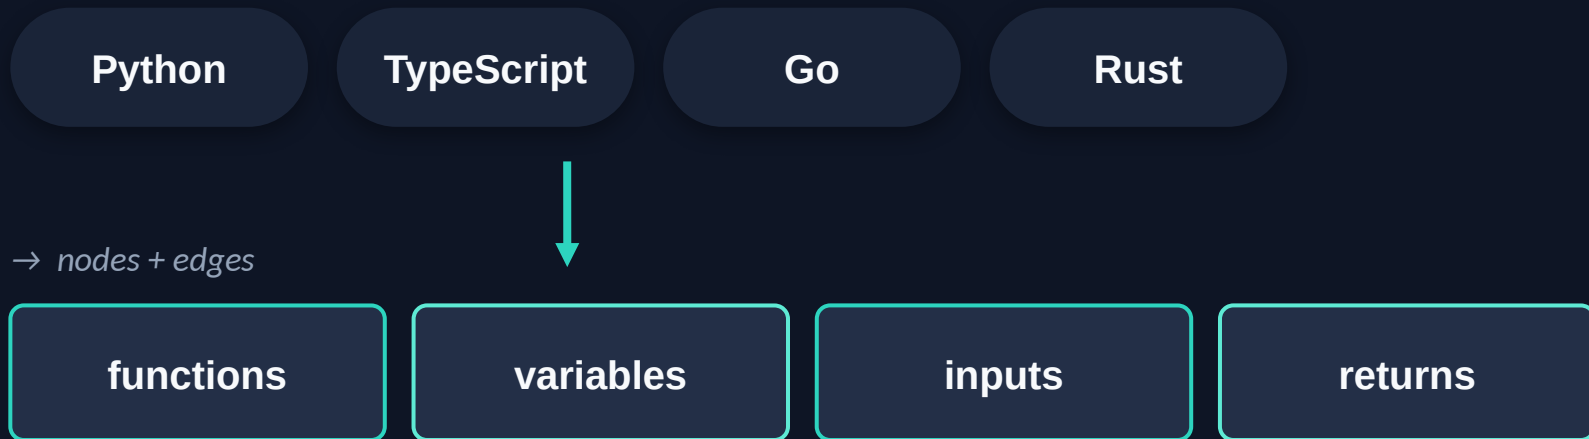 Python TypeScript Go Rust
→ nodes + edges
functions variables inputs returns